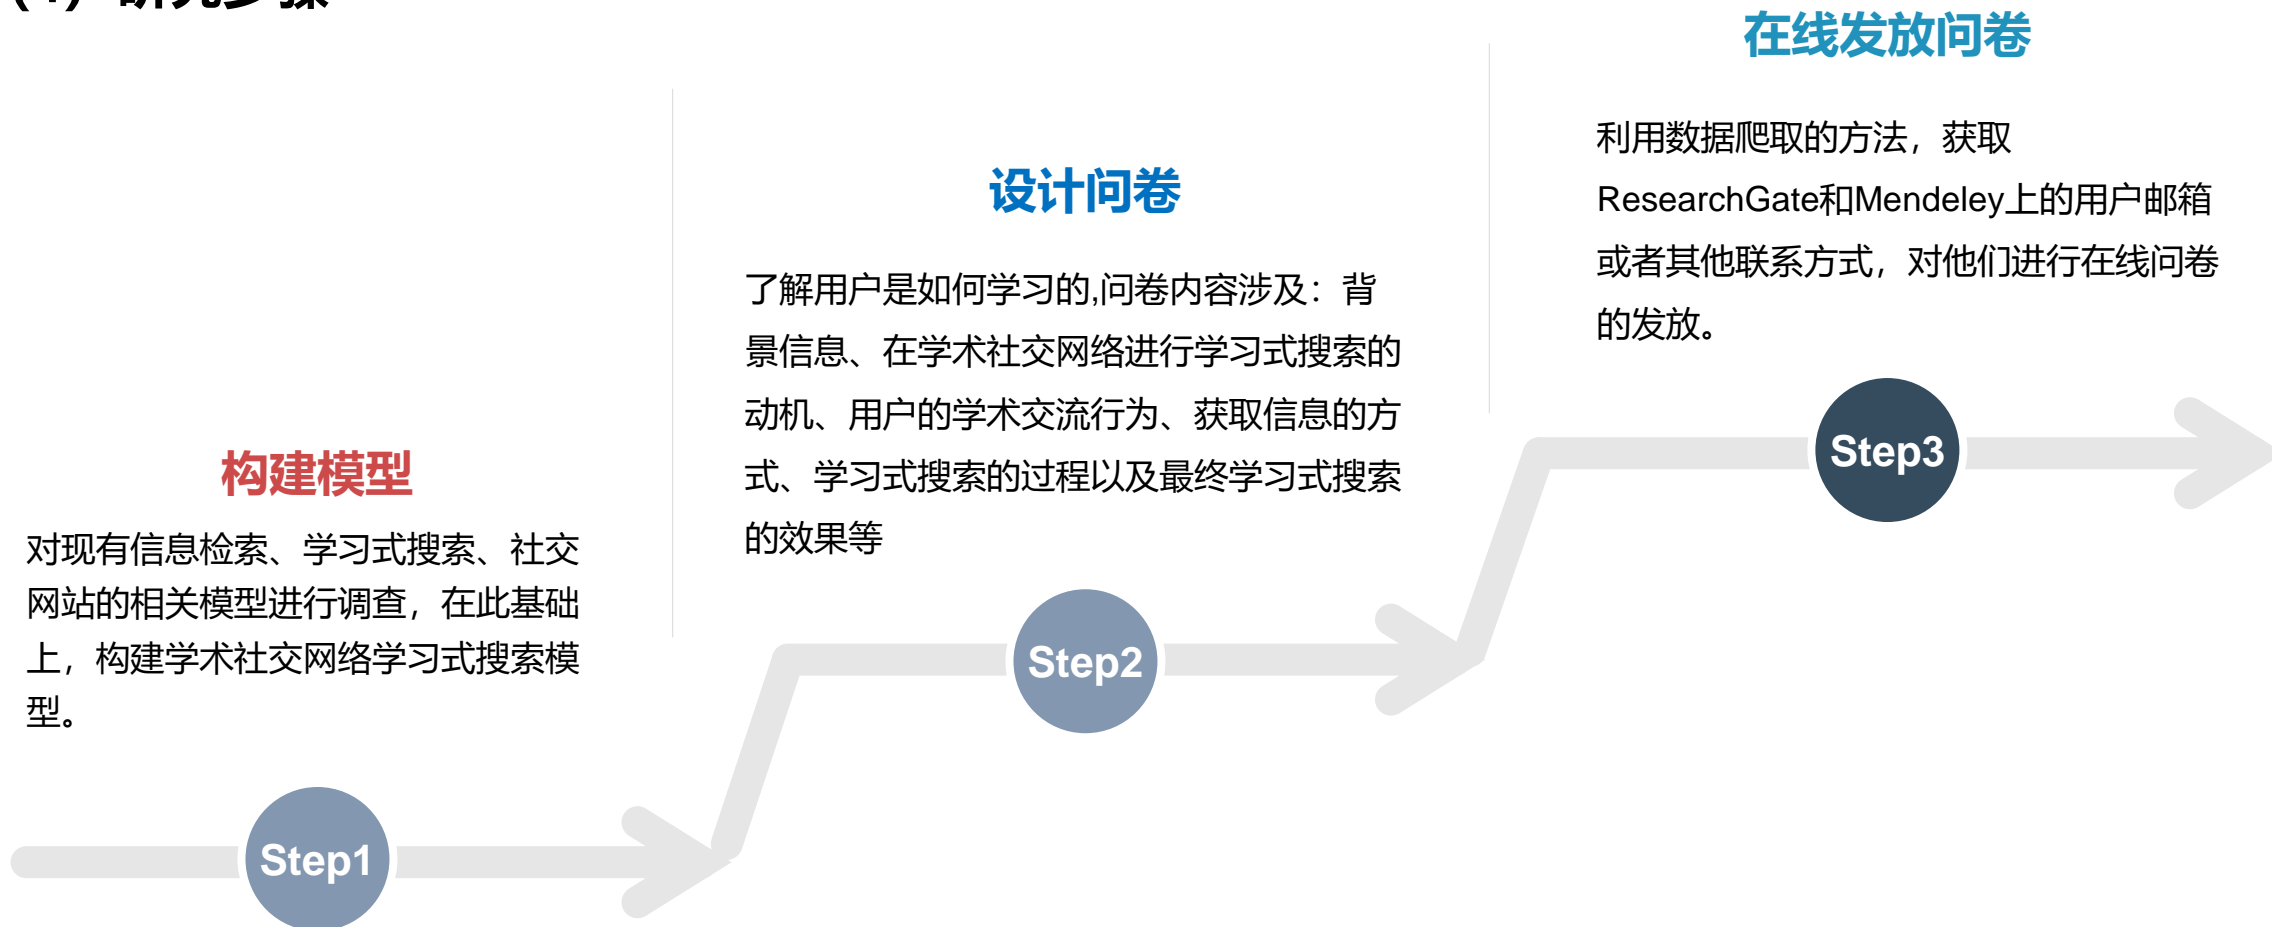 构建模型
对现有信息检索、学习式搜索、社交
网站的相关模型进行调查，在此基础
上，构建学术社交网络学习式搜索模
型。
Step1
设计问卷
了解用户是如何学习的,问卷内容涉及：背
景信息、在学术社交网络进行学习式搜索的
动机、用户的学术交流行为、获取信息的方
式、学习式搜索的过程以及最终学习式搜索
的效果等
Step2
在线发放问卷
利用数据爬取的方法，获取
ResearchGate和Mendeley上的用户邮箱
或者其他联系方式，对他们进行在线问卷
的发放。
Step3